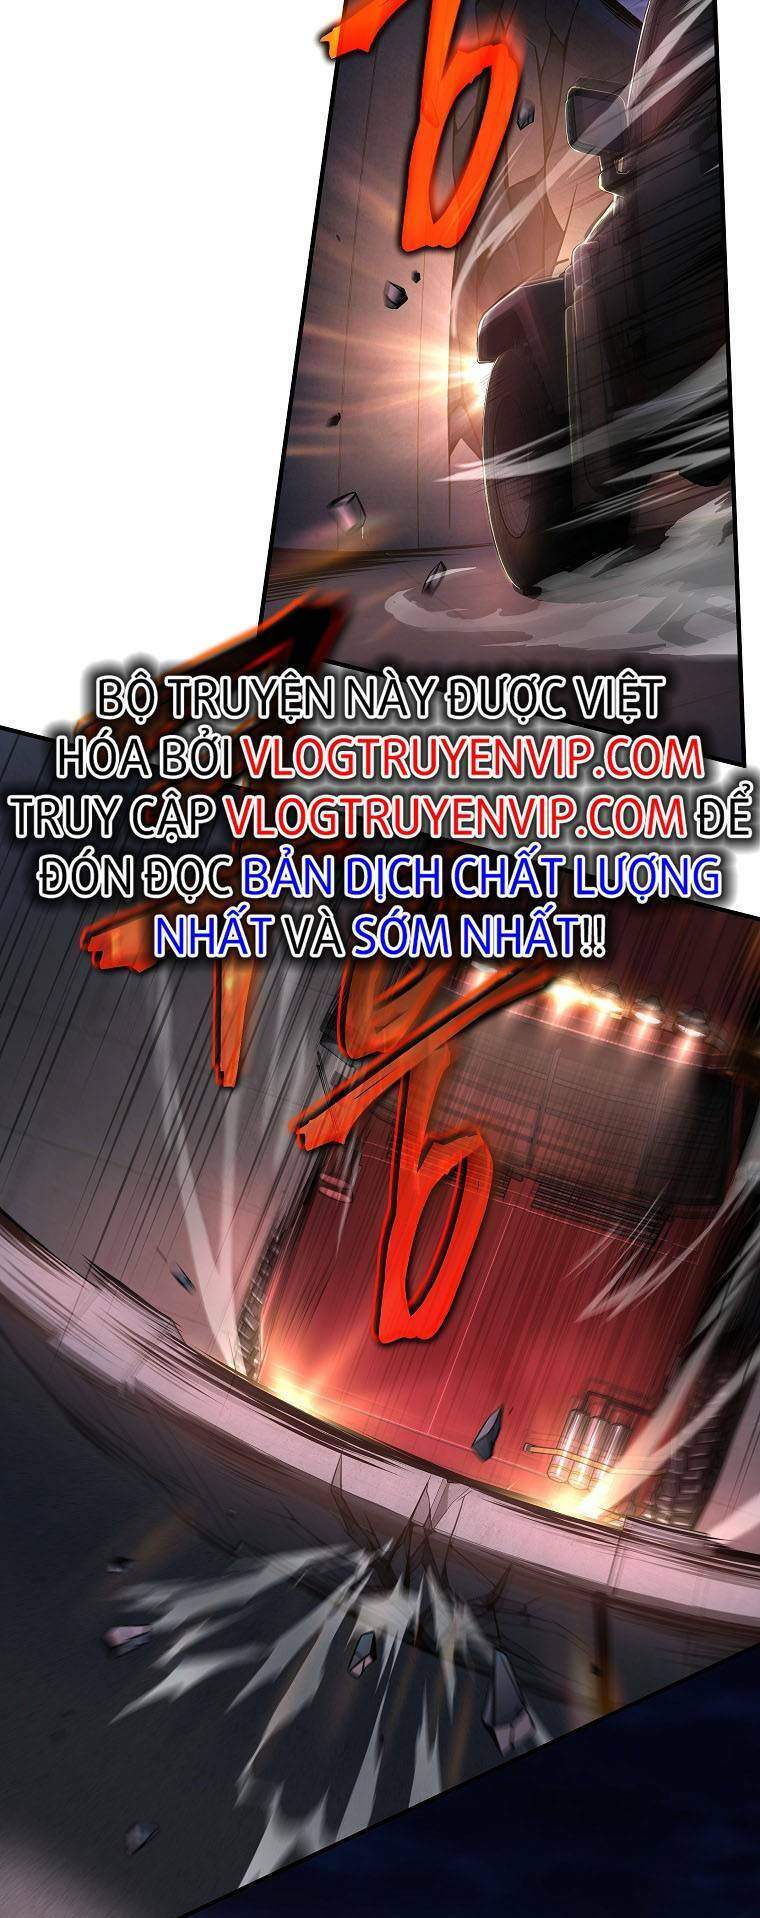 BỘ TRUYỆN NÀY ĐƯỢC VIỆT
HÓA BỞI VLOGTRUYENVIP.COM
TRUY CẬP VLOGTRUYENVIP.COM ĐỂ
ĐÓN ĐỌC BẢN DỊCH CHẤT LƯỢNG
NHẤT VÀ SỚM NHẤT!!